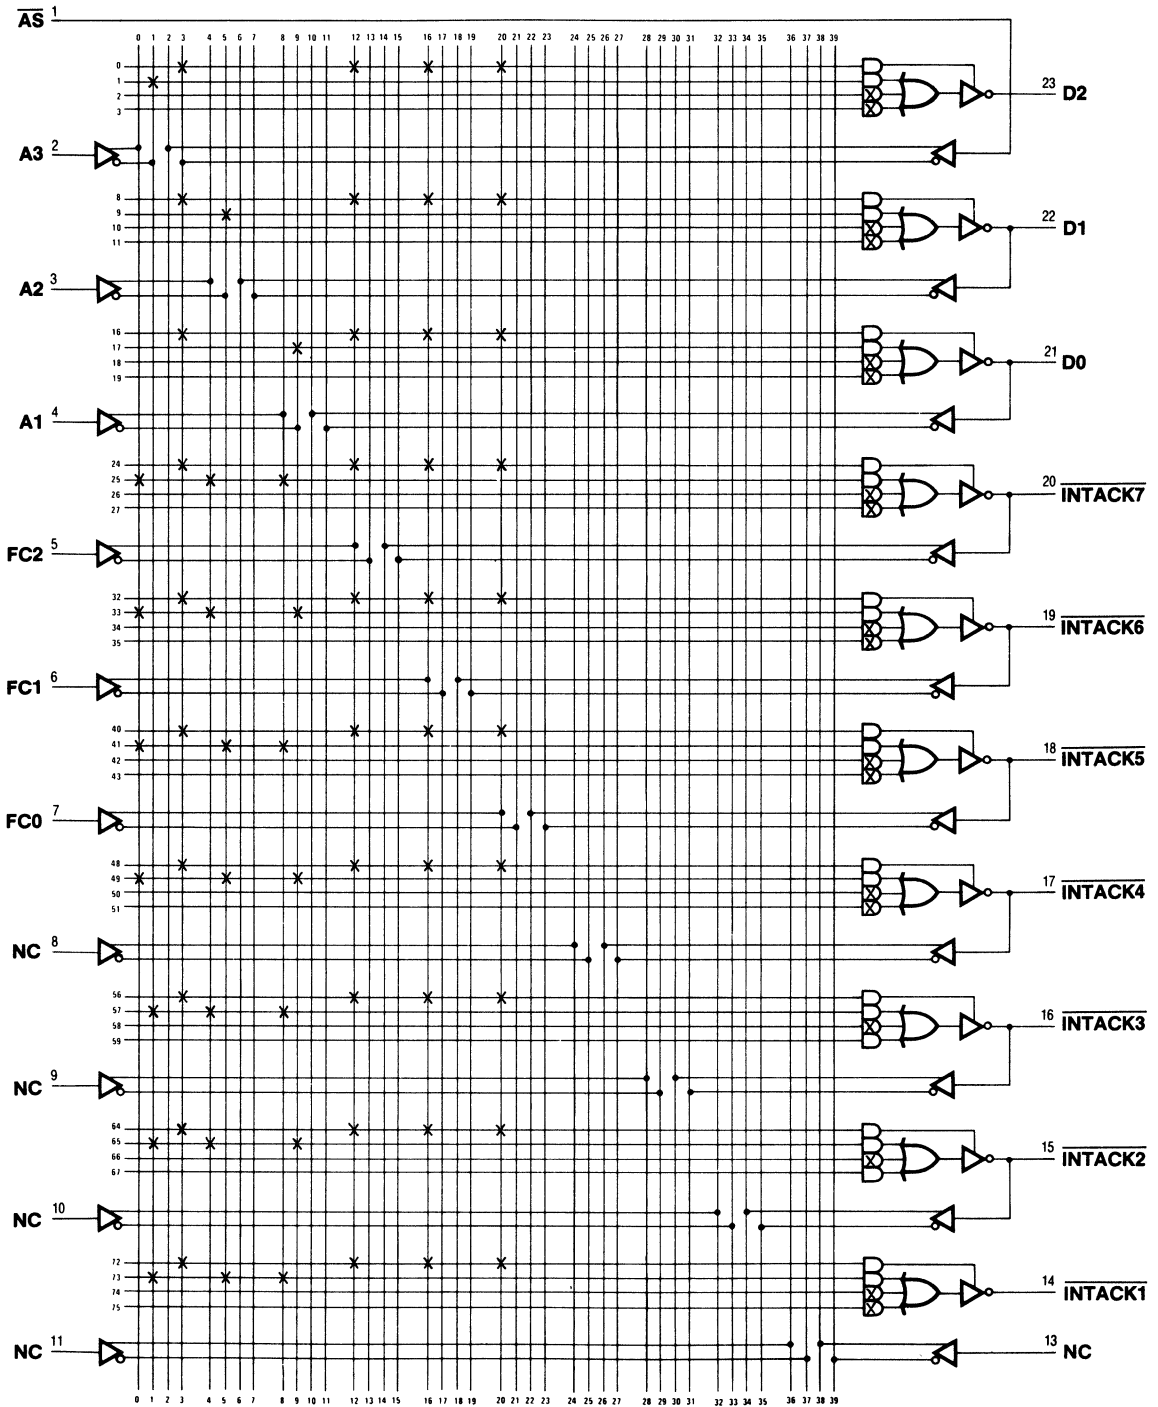 AS 1
0 1 2 3 4 5 6 7 8 9 10 11 12 13 14 15 16 17 18 19 20 21 22 23 24 25 26 27 28 29 30 31 32 33 34 35 36 37 38 39
0
1
2
3
23 D2
A3 2
8
9
10
11
22 D1
A2 3
16
17
18
19
21 D0
A1 4
24
25
26
27
20 INTACK7
FC2 5
32
33
34
35
19 INTACK6
FC1 6
40
41
42
43
18 INTACK5
FC0 7
48
49
50
51
17 INTACK4
NC 8
56
57
58
59
16 INTACK3
NC 9
64
65
66
67
15 INTACK2
NC 10
72
73
74
75
14 INTACK1
NC 11
13 NC
0 1 2 3 4 5 6 7 8 9 10 11 12 13 14 15 16 17 18 19 20 21 22 23 24 25 26 27 28 29 30 31 32 33 34 35 36 37 38 39